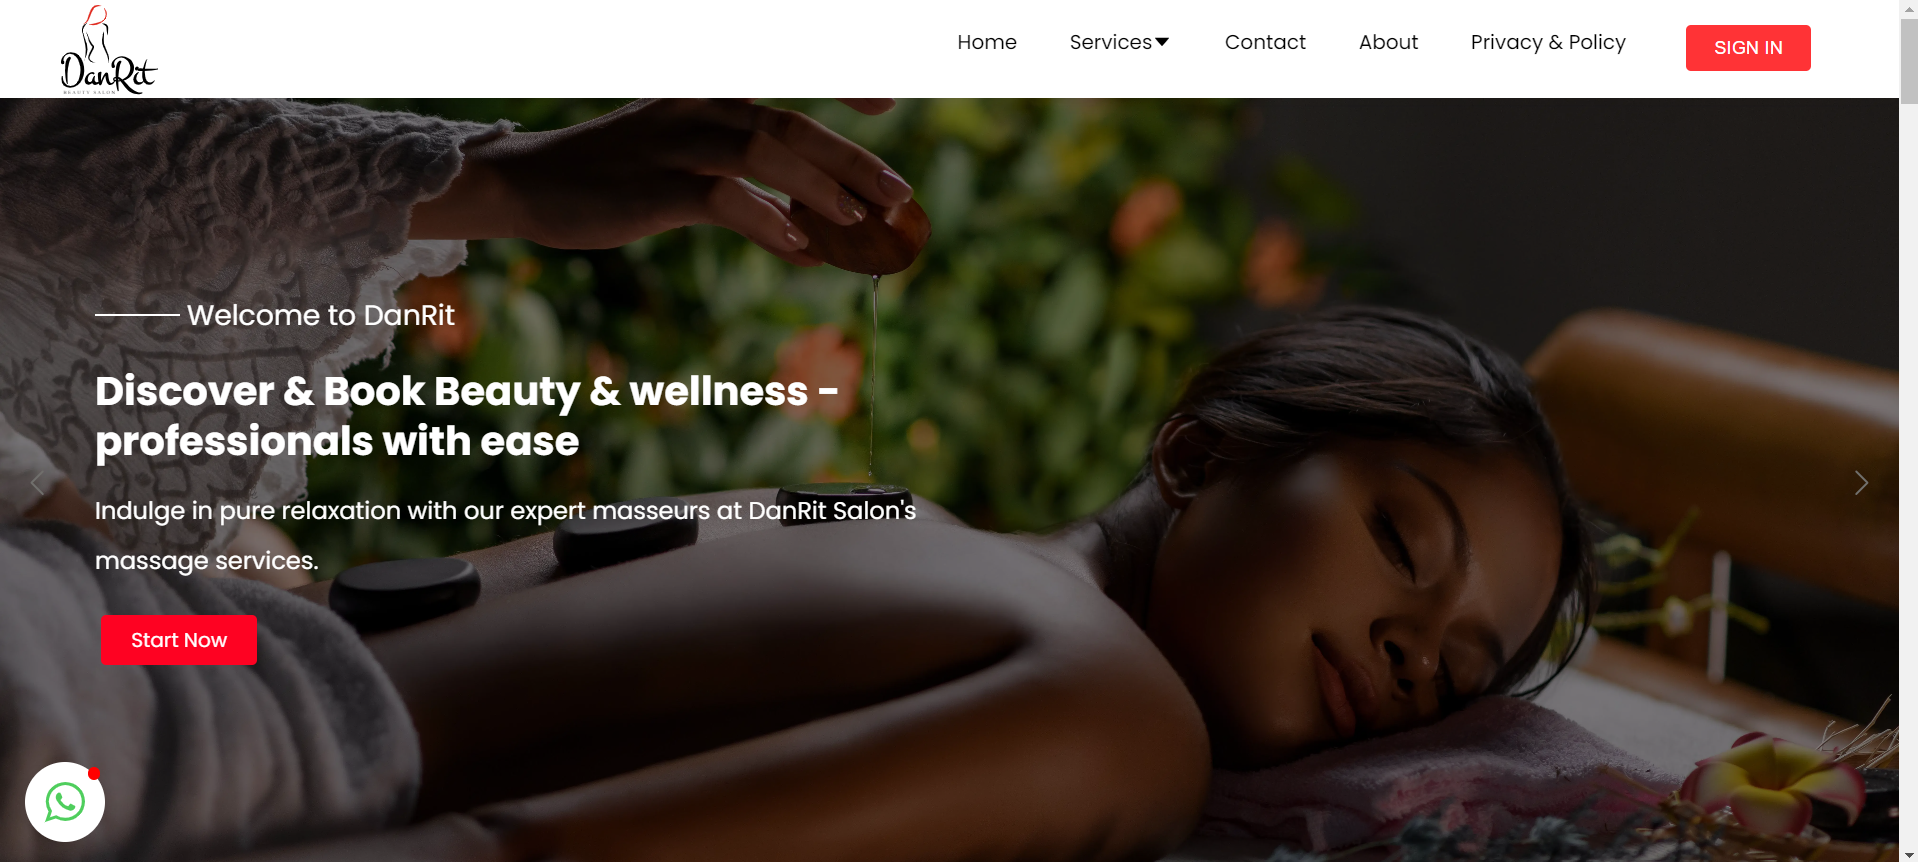 DanRit
BEAUTY SALON
Home
Services
Contact
About
Privacy & Policy
SIGN IN
Welcome to DanRit
Discover & Book Beauty & wellness -
professionals with ease
Indulge in pure relaxation with our expert masseurs at DanRit Salon's
massage services.
Start Now